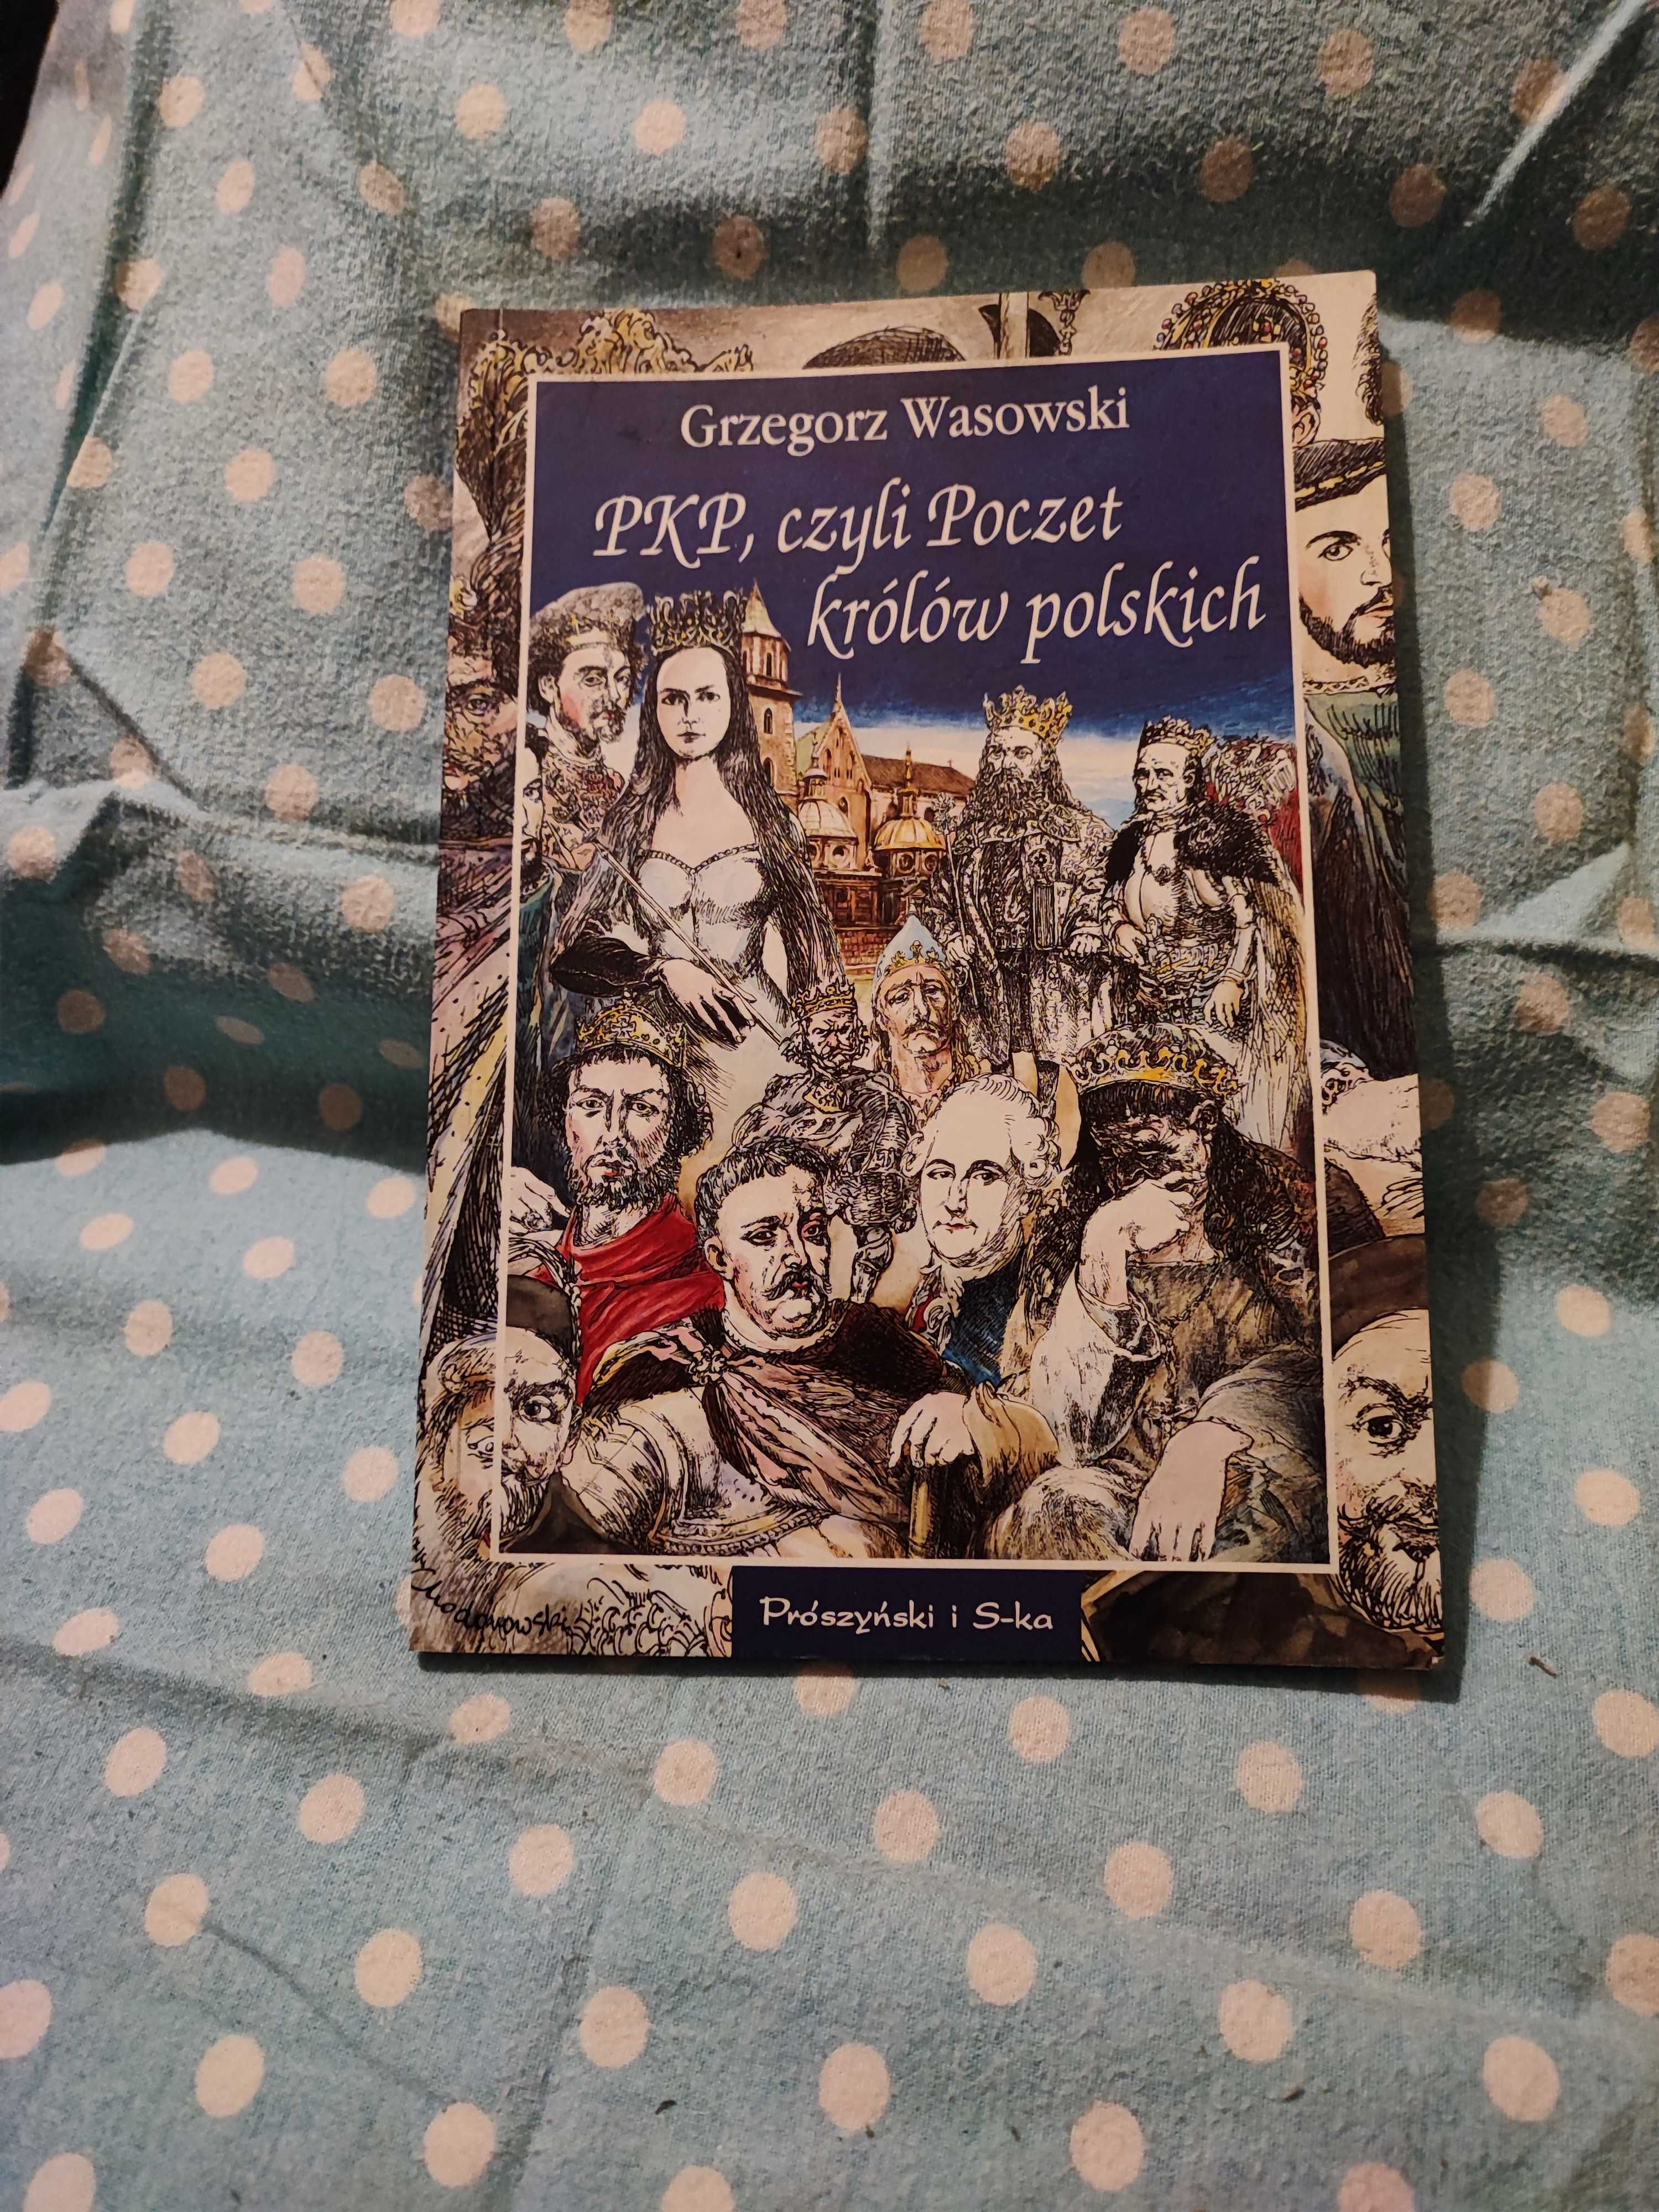 Grzegorz Wasowski
PKP, czyli Poczet
królów polskich
Prószyński i S-ka